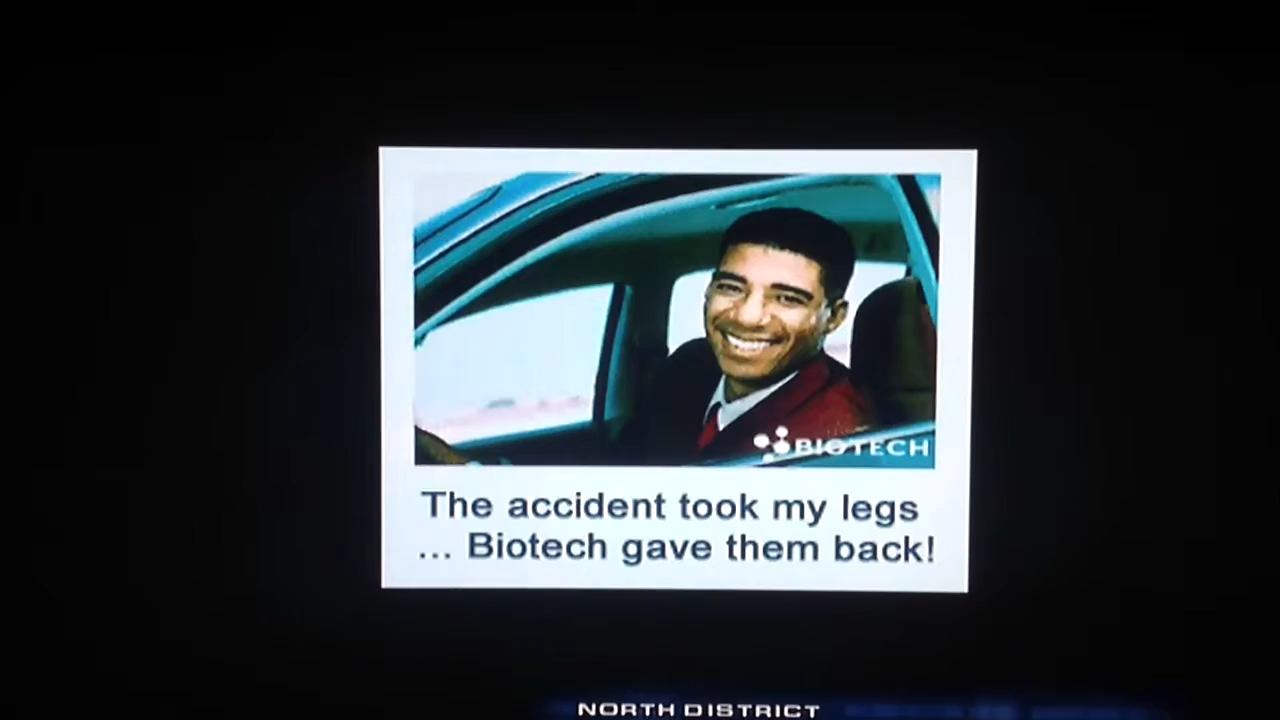 BIOTECH
The accident took my legs
... Biotech gave them back!
NORTH DISTRICT